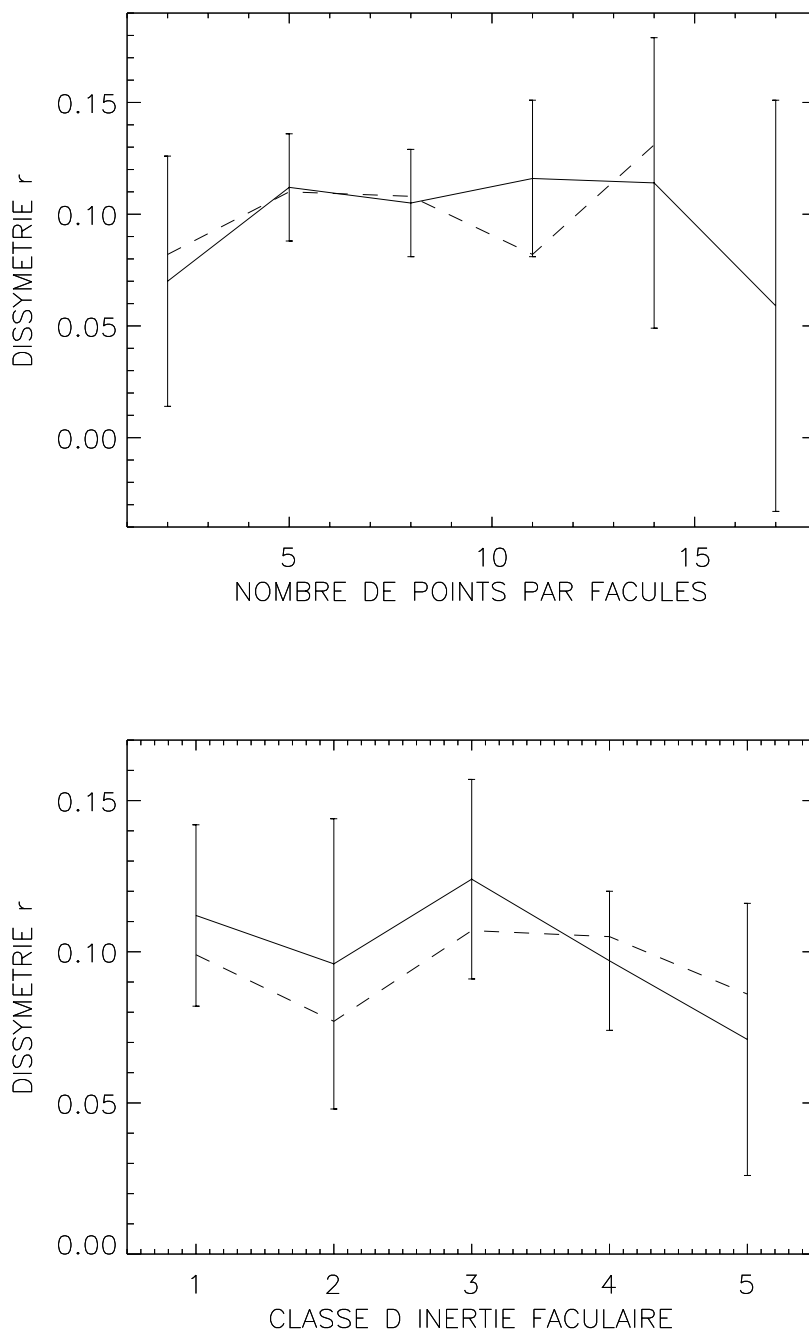 0.15
0.10
0.05
0.00
DISSYMETRIE r
5 10 15
NOMBRE DE POINTS PAR FACULES
0.15
0.10
0.05
0.00
DISSYMETRIE r
1 2 3 4 5
CLASSE D INERTIE FACULAIRE